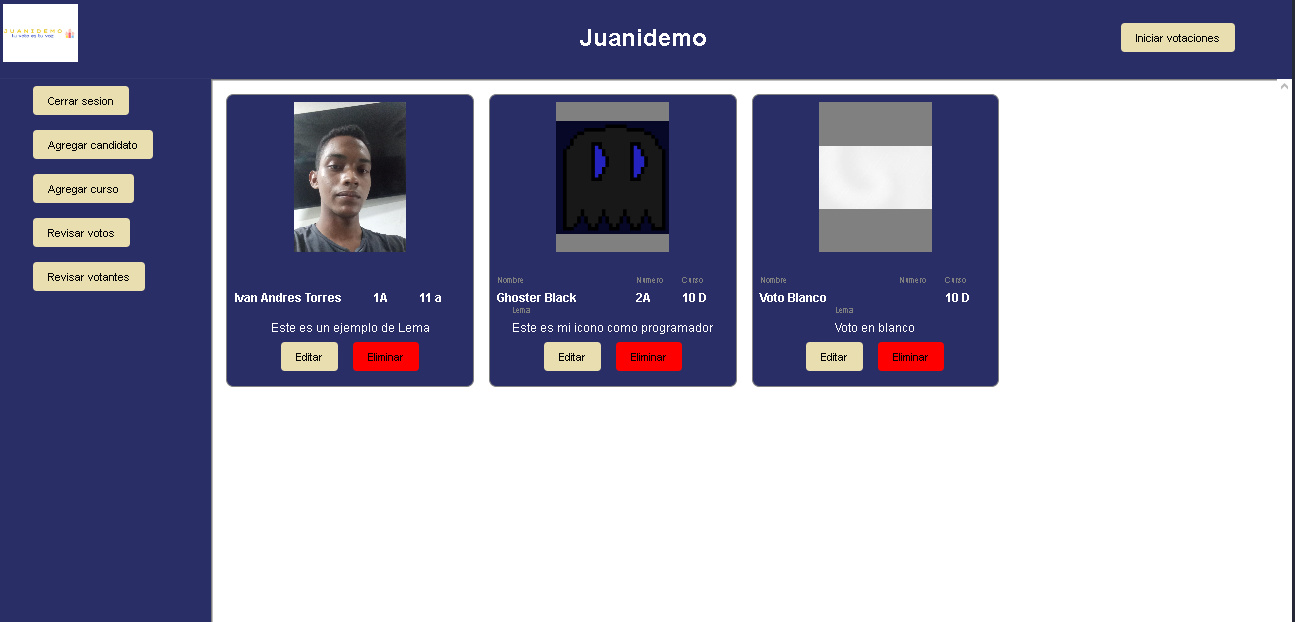 JUANIDEMO
tu voto es tu voz
Juanidemo
Iniciar votaciones
Cerrar sesion
Agregar candidato
Agregar curso
Revisar votos
Revisar votantes
Ivan Andres Torres 1A 11 a
Este es un ejemplo de Lema
Editar Eliminar
Nombre Numero Curso
Ghoster Black 2A 10 D
Lema
Este es mi icono como programador
Editar Eliminar
Nombre Numero Curso
Voto Blanco 10 D
Lema
Voto en blanco
Editar Eliminar